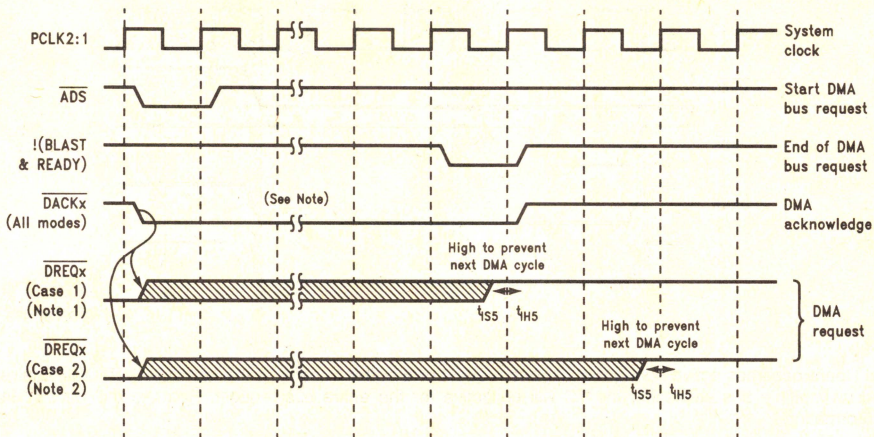 PCLK2:1
System
clock
ADS
Start DMA
bus request
!(BLAST
& READY)
End of DMA
bus request
DACKx
(All modes)
(See Note)
DMA
acknowledge
High to prevent
next DMA cycle
DREQx
(Case 1)
(Note 1)
tIS5 tIH5
DMA
request
High to prevent
next DMA cycle
DREQx
(Case 2)
(Note 2)
tIS5 tIH5